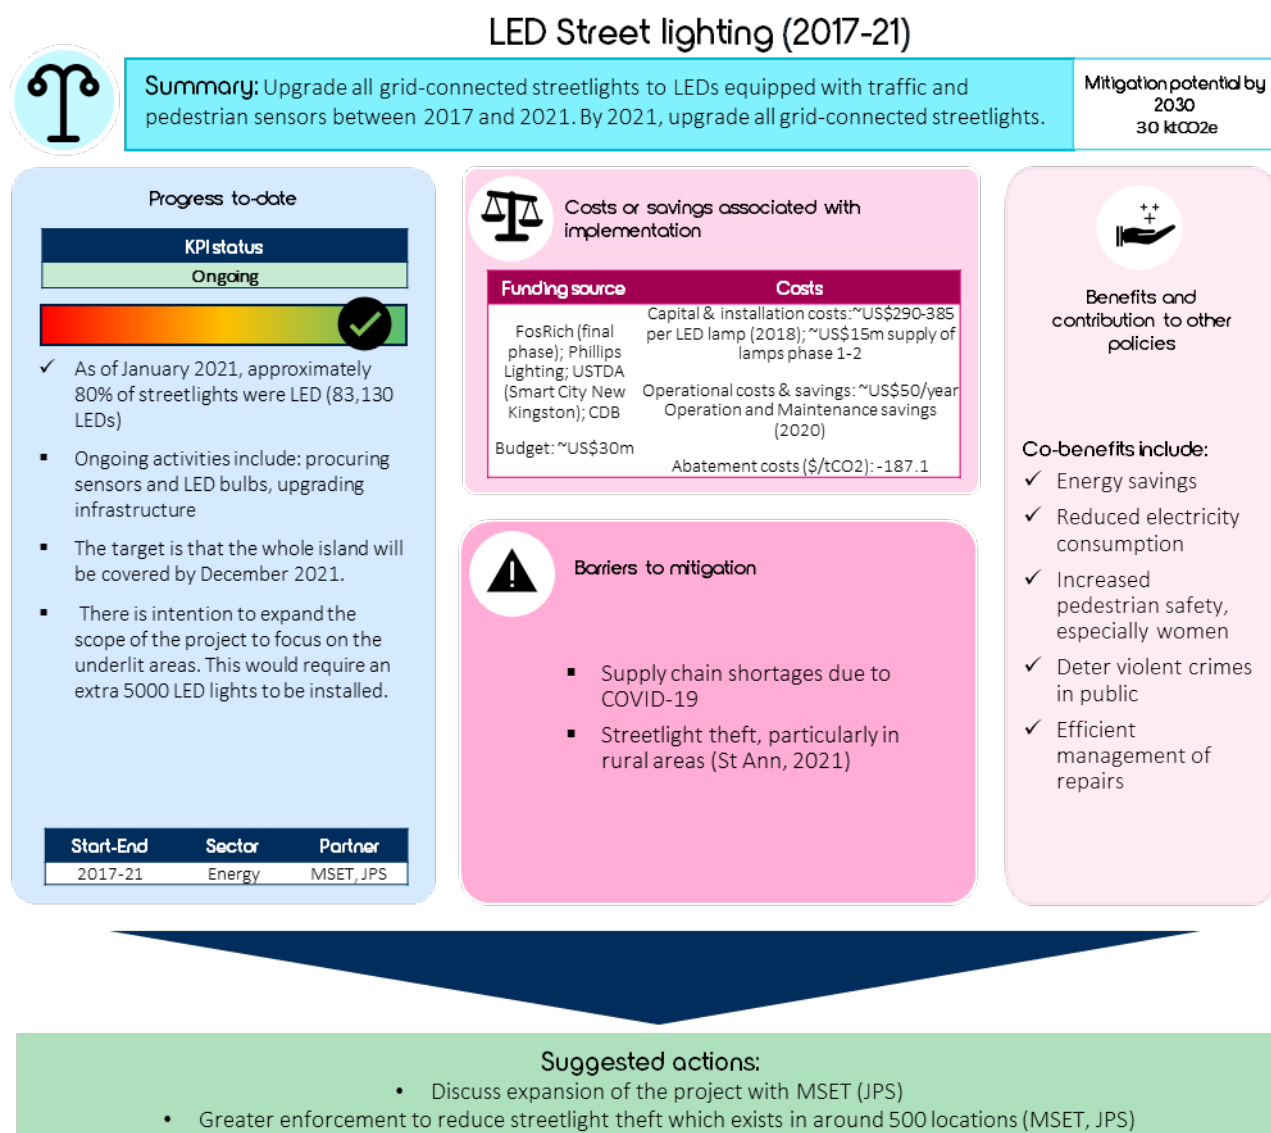 LED Street lighting (2017-21)
Summary: Upgrade all grid-connected streetlights to LEDs equipped with traffic and
pedestrian sensors between 2017 and 2021. By 2021, upgrade all grid-connected streetlights.
Mitigation potential by
2030
30 ktCO2e
Progress to-date
KPI status
Ongoing
✓ As of January 2021, approximately
80% of streetlights were LED (83,130
LEDs)
▪ Ongoing activities include: procuring
sensors and LED bulbs, upgrading
infrastructure
▪ The target is that the whole island will
be covered by December 2021.
▪ There is intention to expand the
scope of the project to focus on the
underlit areas. This would require an
extra 5000 LED lights to be installed.
Start-End Sector Partner
2017-21 Energy MSET, JPS
Costs or savings associated with
implementation
Funding source
FosRich (final
phase); Phillips
Lighting; USTDA
(Smart City New
Kingston); CDB
Budget: ~US$30m
Costs
Capital & installation costs:~US$290-385
per LED lamp (2018); ~US$15m supply of
lamps phase 1-2
Operational costs & savings: ~US$50/year
Operation and Maintenance savings
(2020)
Abatement costs ($/tCO2): -187.1
Barriers to mitigation
▪ Supply chain shortages due to
COVID-19
▪ Streetlight theft, particularly in
rural areas (St Ann, 2021)
Benefits and
contribution to other
policies
Co-benefits include:
✓ Energy savings
✓ Reduced electricity
consumption
✓ Increased
pedestrian safety,
especially women
✓ Deter violent crimes
in public
✓ Efficient
management of
repairs
Suggested actions:
• Discuss expansion of the project with MSET (JPS)
• Greater enforcement to reduce streetlight theft which exists in around 500 locations (MSET, JPS)